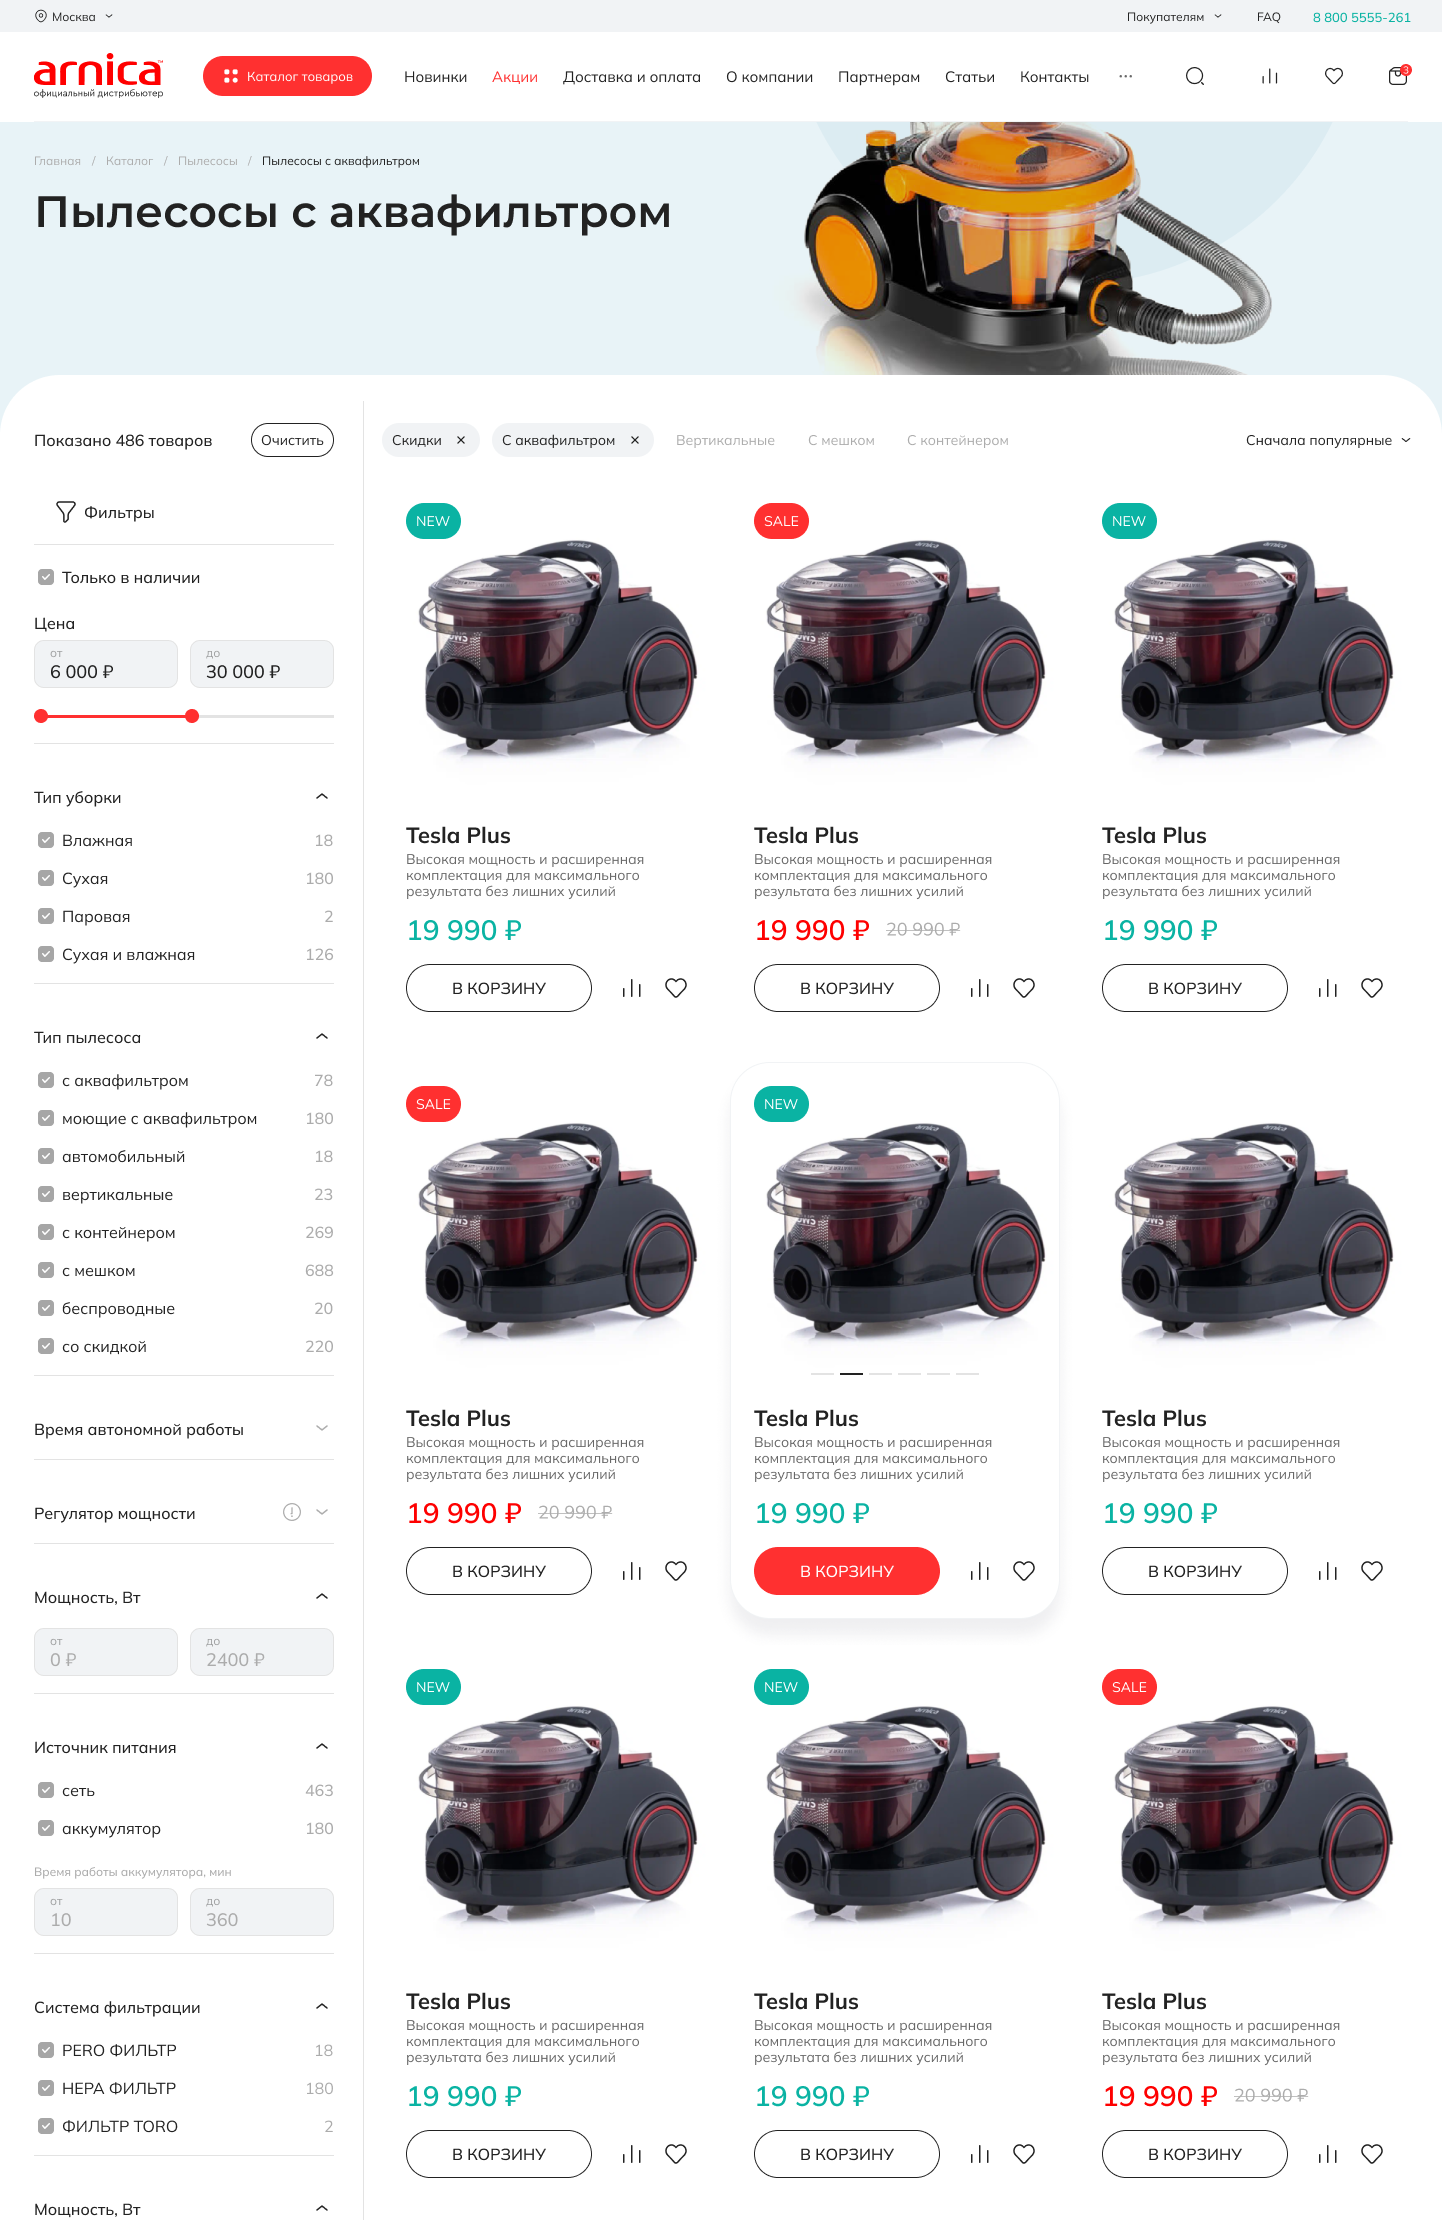 Москва
Покупателям
FAQ
8 800 5555-261
arnica
официальный дистрибьютер
Каталог товаров
Новинки
Акции
Доставка и оплата
О компании
Партнерам
Статьи
Контакты
3
Главная / Каталог / Пылесосы / Пылесосы с аквафильтром
Пылесосы с аквафильтром
Показано 486 товаров
Очистить
Фильтры
Только в наличии
Цена
от
6 000 ₽
до
30 000 ₽
Тип уборки
Влажная 18
Сухая 180
Паровая 2
Сухая и влажная 126
Тип пылесоса
с аквафильтром 78
моющие с аквафильтром 180
автомобильный 18
вертикальные 23
с контейнером 269
с мешком 688
беспроводные 20
со скидкой 220
Время автономной работы
Регулятор мощности
Мощность, Вт
от
0 ₽
до
2400 ₽
Источник питания
сеть 463
аккумулятор 180
Время работы аккумулятора, мин
от
10
до
360
Система фильтрации
PERO ФИЛЬТР 18
HEPA ФИЛЬТР 180
ФИЛЬТР TORO 2
Мощность, Вт
Скидки
С аквафильтром
Вертикальные
С мешком
С контейнером
Сначала популярные
NEW
arnica
Tesla Plus
Высокая мощность и расширенная
комплектация для максимального
результата без лишних усилий
19 990 ₽
В КОРЗИНУ
SALE
arnica
Tesla Plus
Высокая мощность и расширенная
комплектация для максимального
результата без лишних усилий
19 990 ₽ 20 990 ₽
В КОРЗИНУ
NEW
arnica
Tesla Plus
Высокая мощность и расширенная
комплектация для максимального
результата без лишних усилий
19 990 ₽
В КОРЗИНУ
SALE
arnica
Tesla Plus
Высокая мощность и расширенная
комплектация для максимального
результата без лишних усилий
19 990 ₽ 20 990 ₽
В КОРЗИНУ
NEW
arnica
Tesla Plus
Высокая мощность и расширенная
комплектация для максимального
результата без лишних усилий
19 990 ₽
В КОРЗИНУ
arnica
Tesla Plus
Высокая мощность и расширенная
комплектация для максимального
результата без лишних усилий
19 990 ₽
В КОРЗИНУ
NEW
arnica
Tesla Plus
Высокая мощность и расширенная
комплектация для максимального
результата без лишних усилий
19 990 ₽
В КОРЗИНУ
NEW
arnica
Tesla Plus
Высокая мощность и расширенная
комплектация для максимального
результата без лишних усилий
19 990 ₽
В КОРЗИНУ
SALE
arnica
Tesla Plus
Высокая мощность и расширенная
комплектация для максимального
результата без лишних усилий
19 990 ₽ 20 990 ₽
В КОРЗИНУ